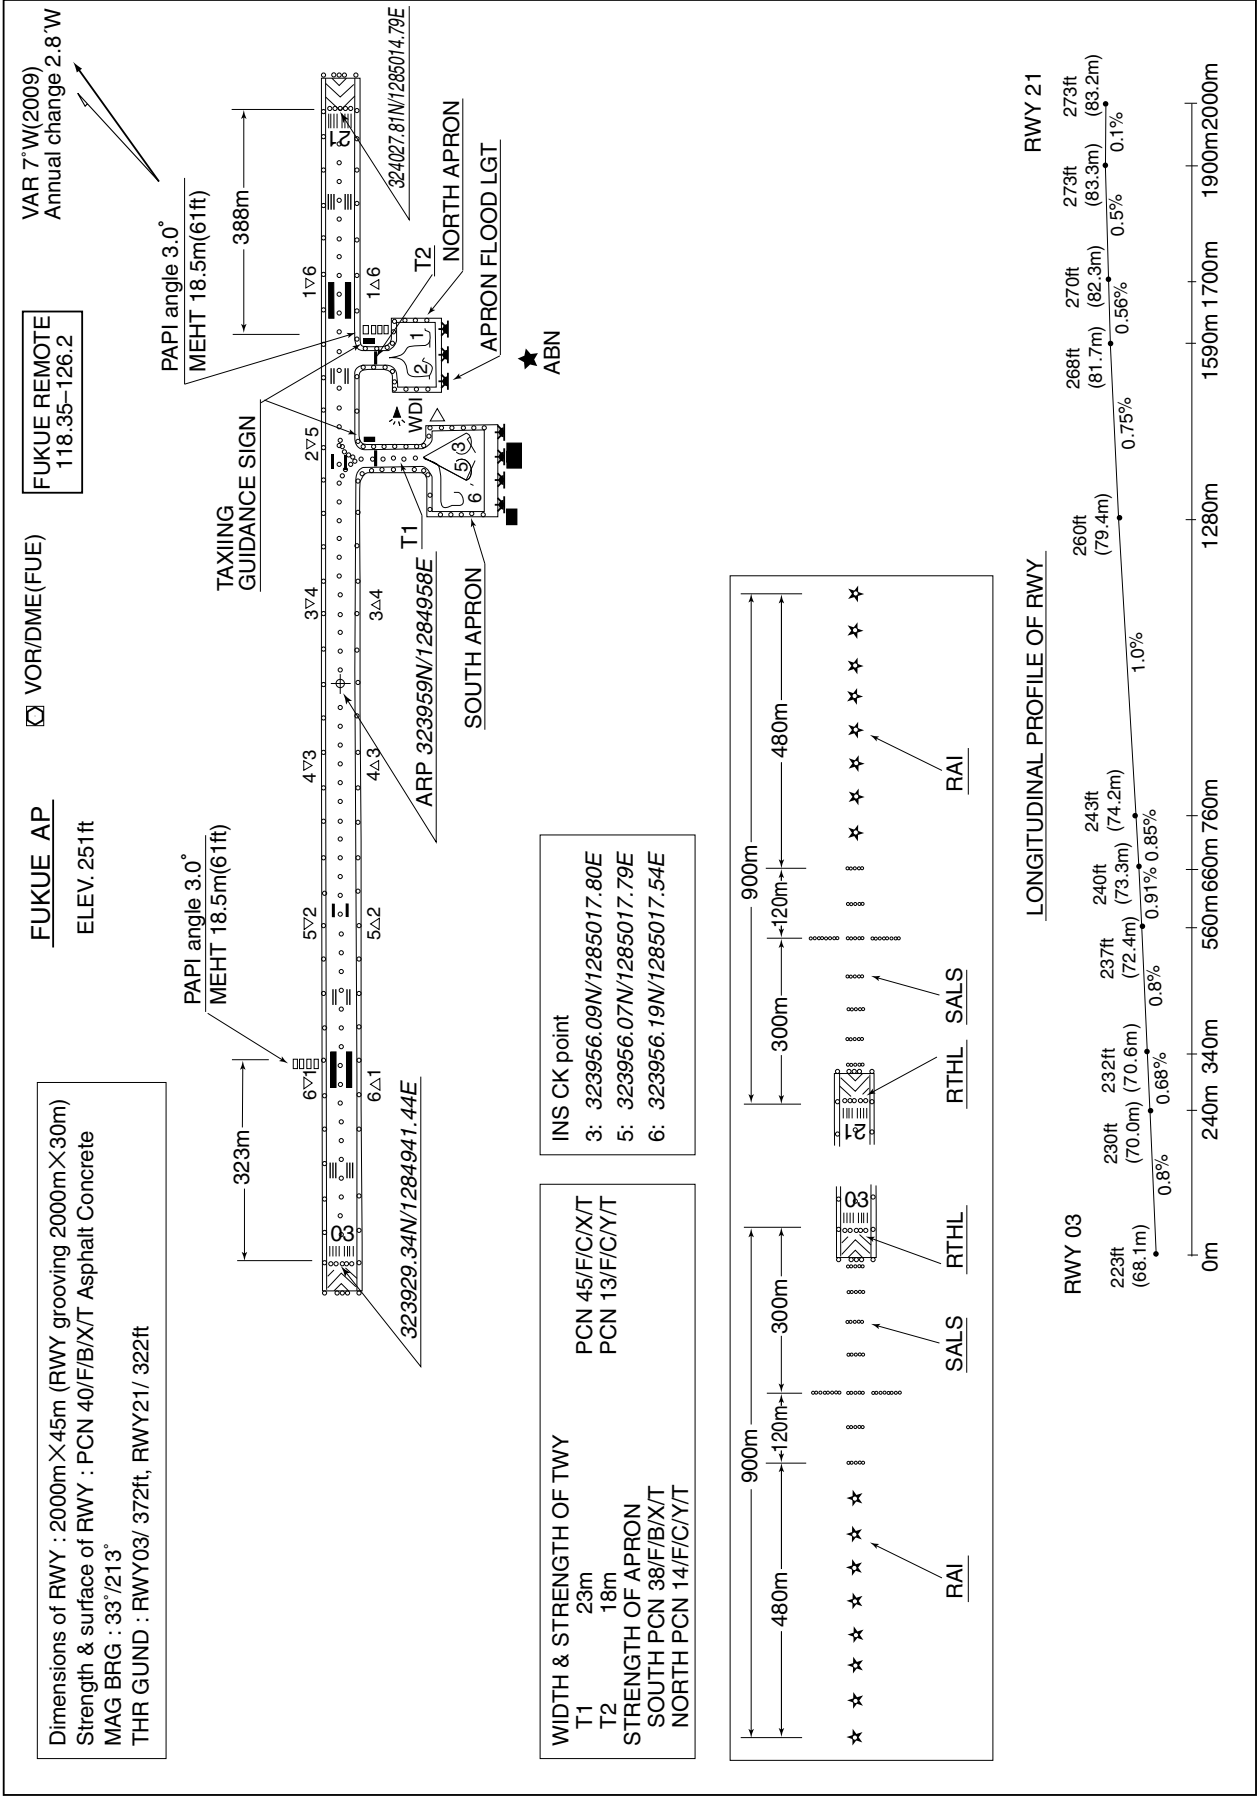 FUKUE AP
ELEV. 251ft
VOR/DME(FUE)
FUKUE REMOTE
118.35–126.2
VAR 7°W(2009)
Annual change 2.8′W
Dimensions of RWY : 2000m×45m (RWY grooving 2000m×30m)
Strength & surface of RWY : PCN 40/F/B/X/T Asphalt Concrete
MAG BRG : 33°/213°
THR GUND : RWY03/ 372ft, RWY21/ 322ft
PAPI angle 3.0°
MEHT 18.5m(61ft)
PAPI angle 3.0°
MEHT 18.5m(61ft)
323m
388m
TAXIING
GUIDANCE SIGN
6▽1
5▽2
4▽3
3▽4
2▽5
1▽6
03
21
6△1
5△2
4△3
3△4
1△6
323929.34N/1284941.44E
ARP 323959N/1284958E
324027.81N/1285014.79E
T1
T2
WDI
1
2
3
5
6
NORTH APRON
APRON FLOOD LGT
SOUTH APRON
ABN
WIDTH & STRENGTH OF TWY
T1 23m PCN 45/F/C/X/T
T2 18m PCN 13/F/C/Y/T
STRENGTH OF APRON
SOUTH PCN 38/F/B/X/T
NORTH PCN 14/F/C/Y/T
INS CK point
3: 323956.09N/1285017.80E
5: 323956.07N/1285017.79E
6: 323956.19N/1285017.54E
900m
900m
480m
120m
300m
300m
120m
480m
03
21
RAI
SALS
RTHL
RTHL
SALS
RAI
LONGITUDINAL PROFILE OF RWY
RWY 03
RWY 21
223ft
(68.1m)
230ft
(70.0m)
232ft
(70.6m)
237ft
(72.4m)
240ft
(73.3m)
243ft
(74.2m)
260ft
(79.4m)
268ft
(81.7m)
270ft
(82.3m)
273ft
(83.3m)
273ft
(83.2m)
0.8%
0.68%
0.8%
0.91%
0.85%
1.0%
0.75%
0.56%
0.5%
0.1%
0m
240m
340m
560m
660m
760m
1280m
1590m
1700m
1900m
2000m